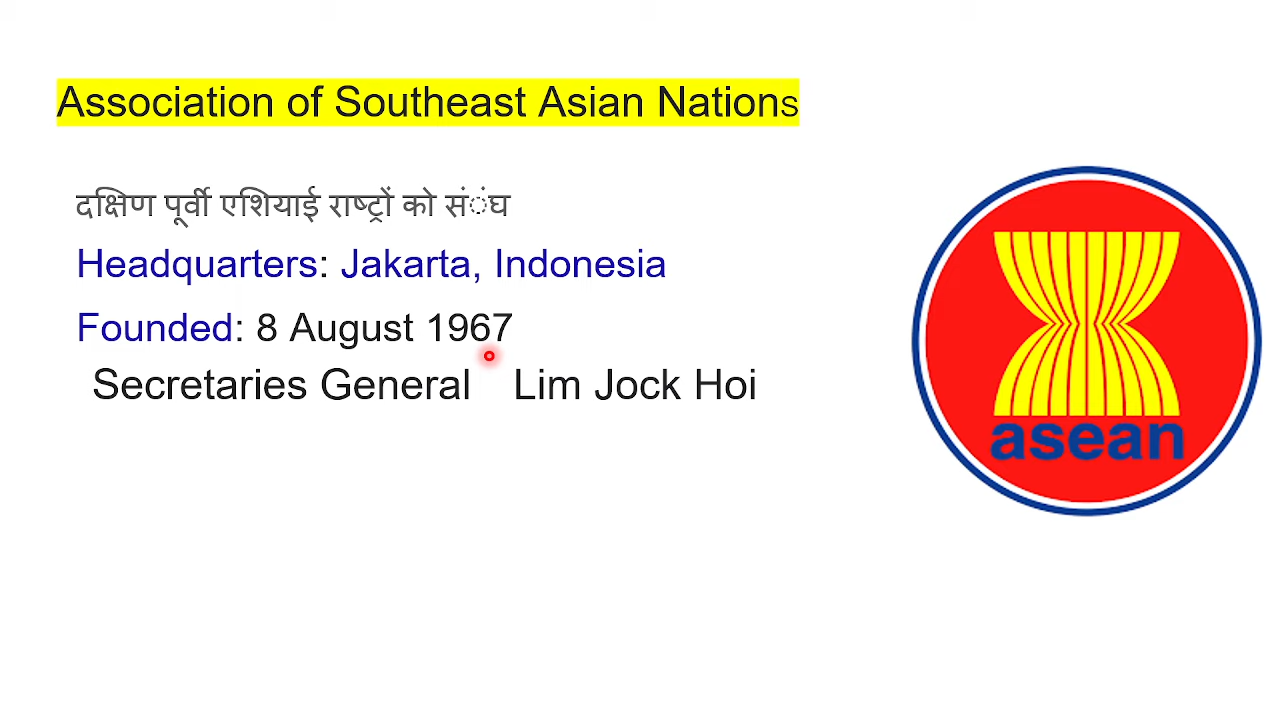 Association of Southeast Asian Nations
दक्षिण पूर्वी एशियाई राष्ट्रों को संंंघ
Headquarters: Jakarta, Indonesia
Founded: 8 August 1967
Secretaries General Lim Jock Hoi
asean